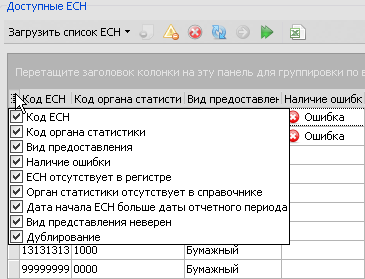 Доступные ЕСН
Загрузить список ЕСН
Перетащите заголовок колонки на эту панель для группировки по
Код ЕСН Код органа статисти Вид предоставлен Наличие ошибк
Код ЕСН
Код органа статистики
Вид предоставления
Наличие ошибки
ЕСН отсутствует в регистре
Орган статистики отсутствует в справочнике
Дата начала ЕСН больше даты отчетного периода
Вид представления неверен
Дублирование
Ошибка
Ошибка
13131313 1000 Бумажный
99999999 0000 Бумажный